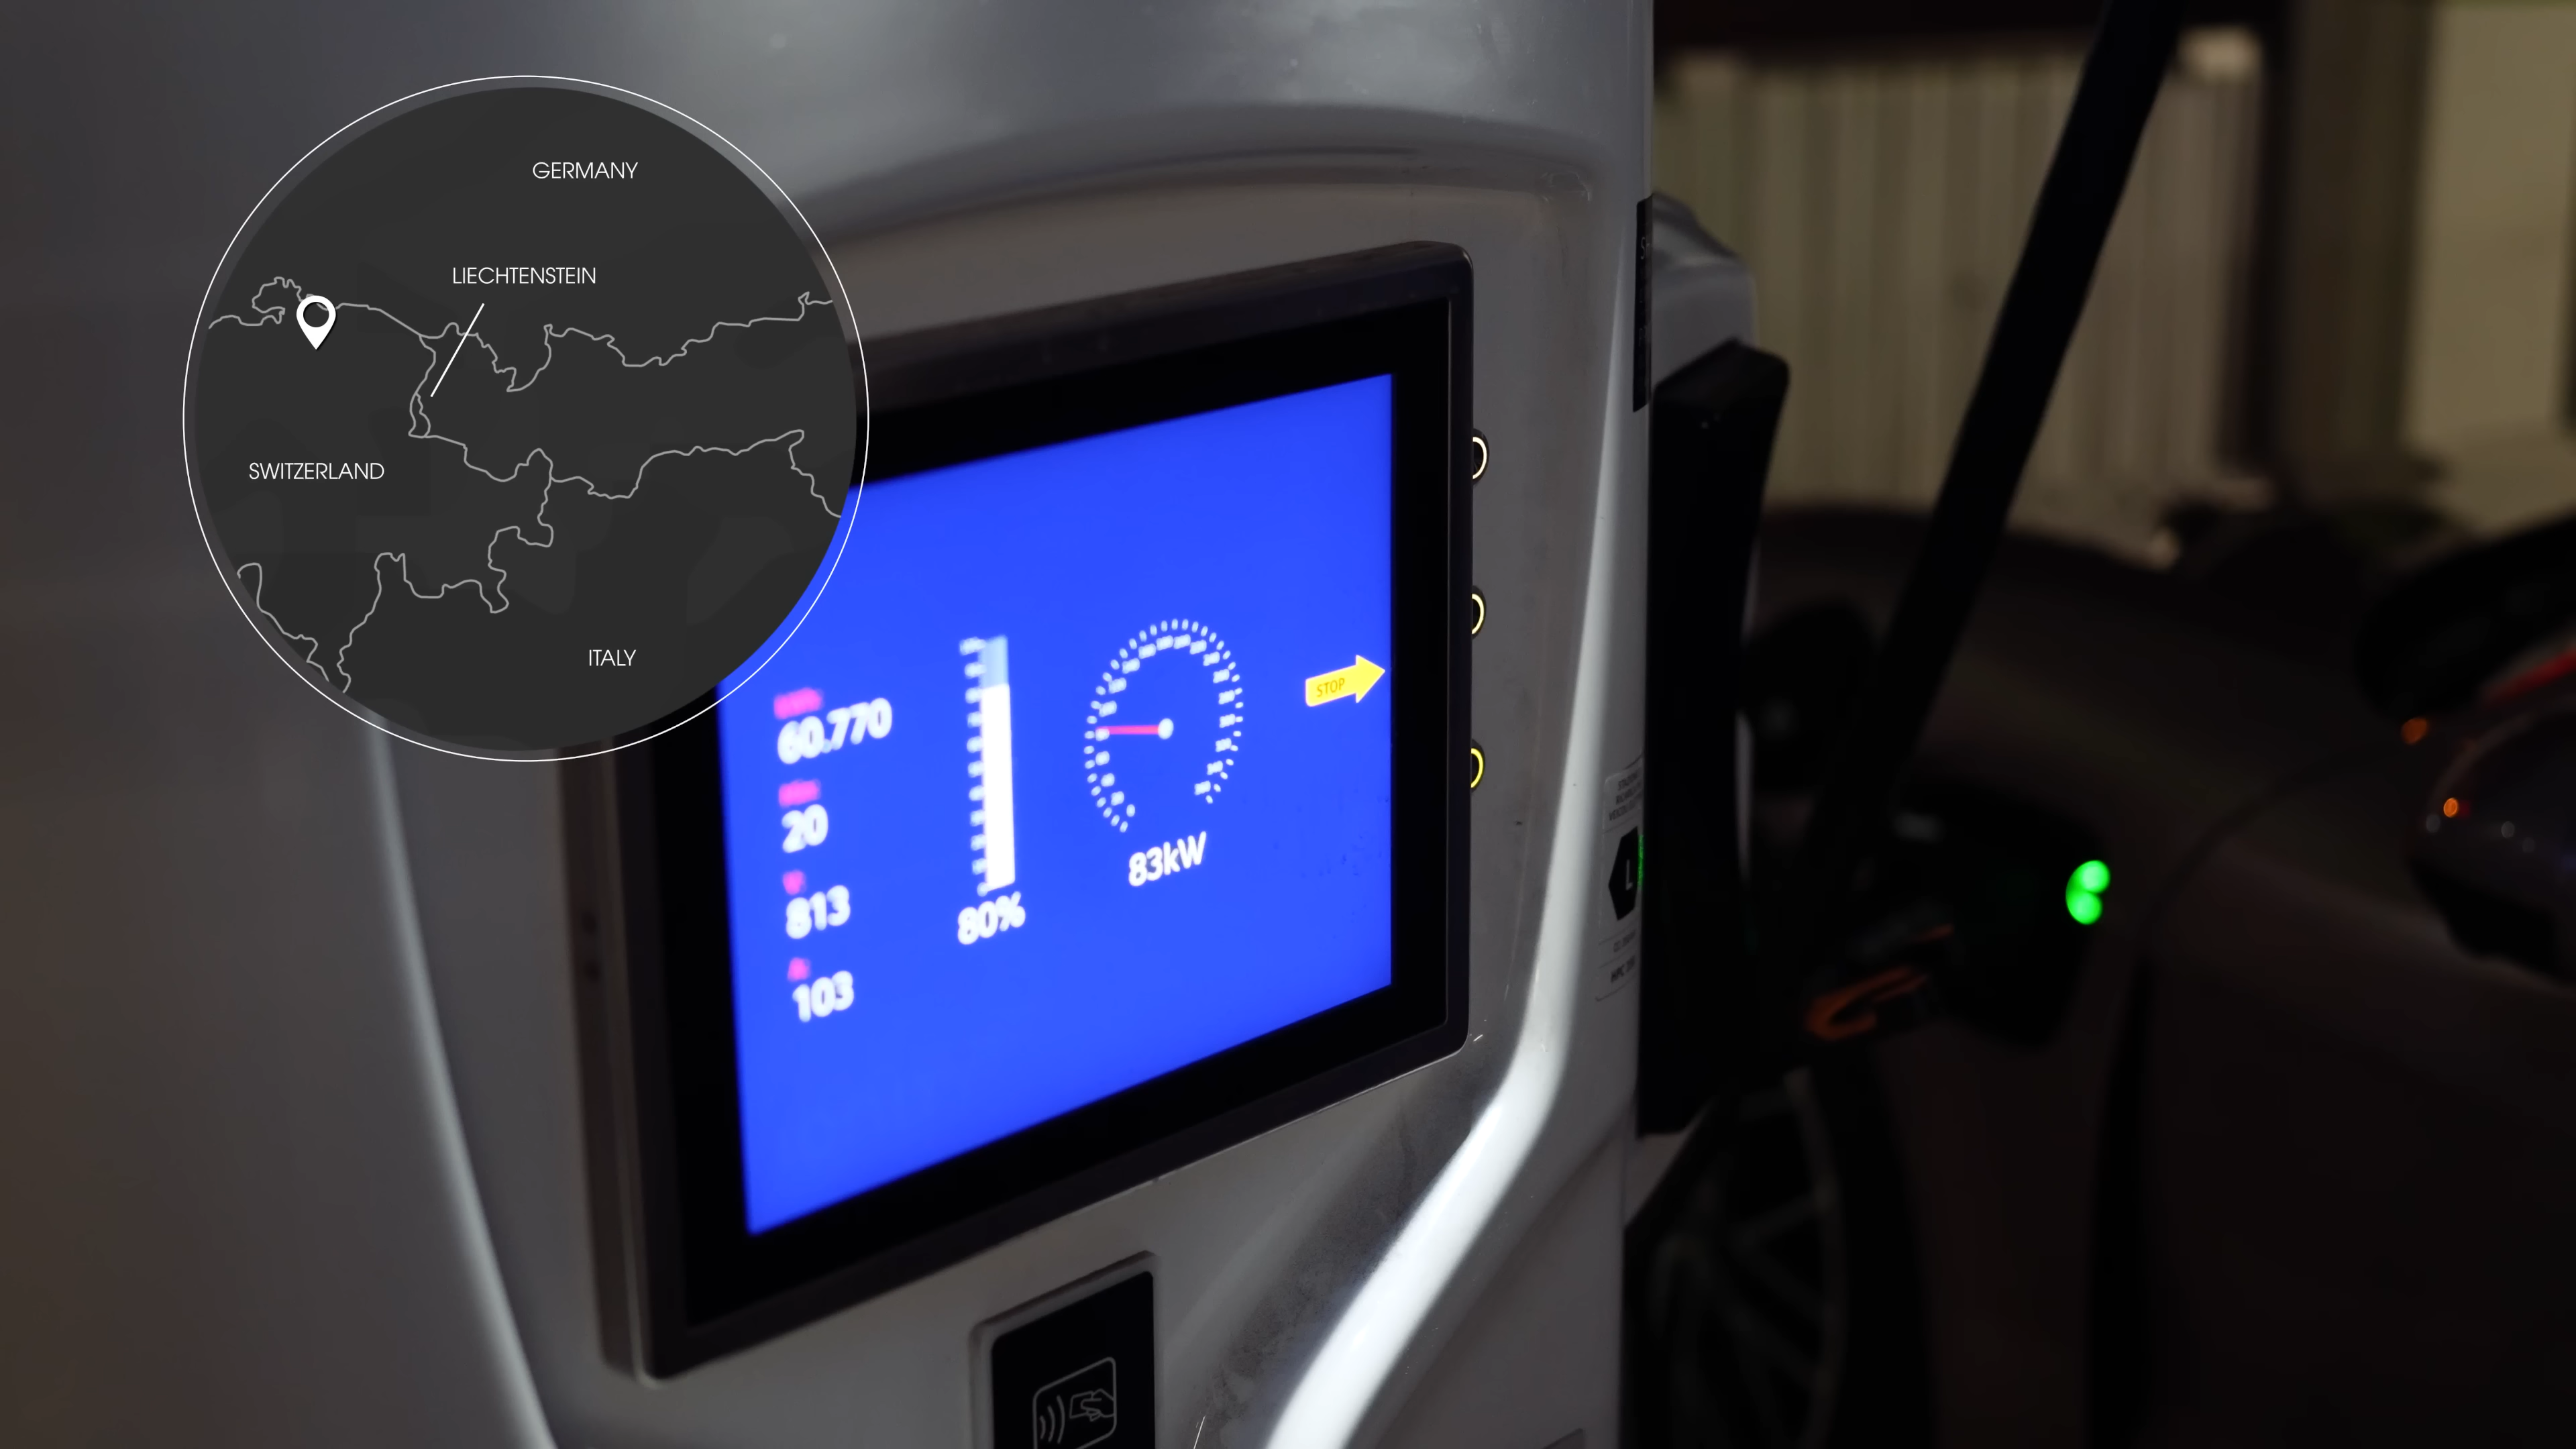 GERMANY
LIECHTENSTEIN
SWITZERLAND
ITALY
60.770
20
813
103
80%
83kW
STOP
L